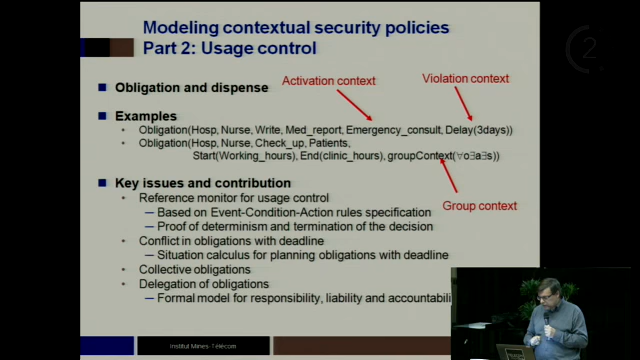 Modeling contextual security policies
Part 2: Usage control
Obligation and dispense
Activation context
Violation context
Examples
Obligation(Hosp, Nurse, Write, Med_report, Emergency_consult, Delay(3days))
Obligation(Hosp, Nurse, Check_up, Patients,
Start(Working_hours), End(clinic_hours), groupContext(∀o∃a∃s))
Group context
Key issues and contribution
Reference monitor for usage control
– Based on Event-Condition-Action rules specification
– Proof of determinism and termination of the decision
Conflict in obligations with deadline
– Situation calculus for planning obligations with deadline
Collective obligations
Delegation of obligations
– Formal model for responsibility, liability and accountabili
Institut Mines-Télécom
2